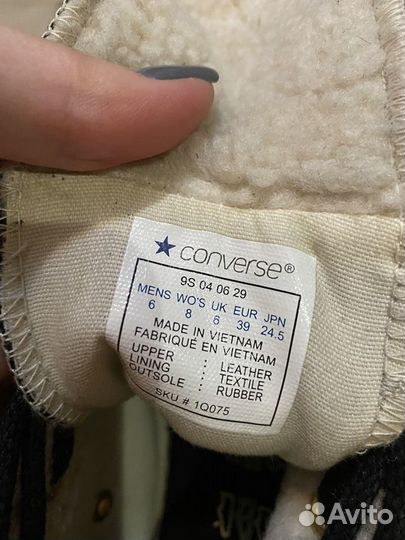 converse®
9S 04 06 29
MENS WO'S UK EUR JPN
6 8 6 39 24.5
MADE IN VIETNAM
FABRIQUÉ EN VIETNAM
UPPER : LEATHER
LINING : TEXTILE
OUTSOLE : RUBBER
SKU # 1Q075
Avito